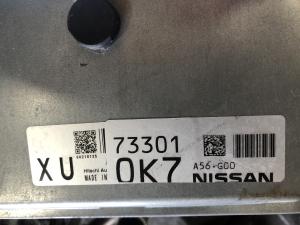 73301
A56-G00
XU
Hitachi Au
MADE IN
0K7
NISSAN